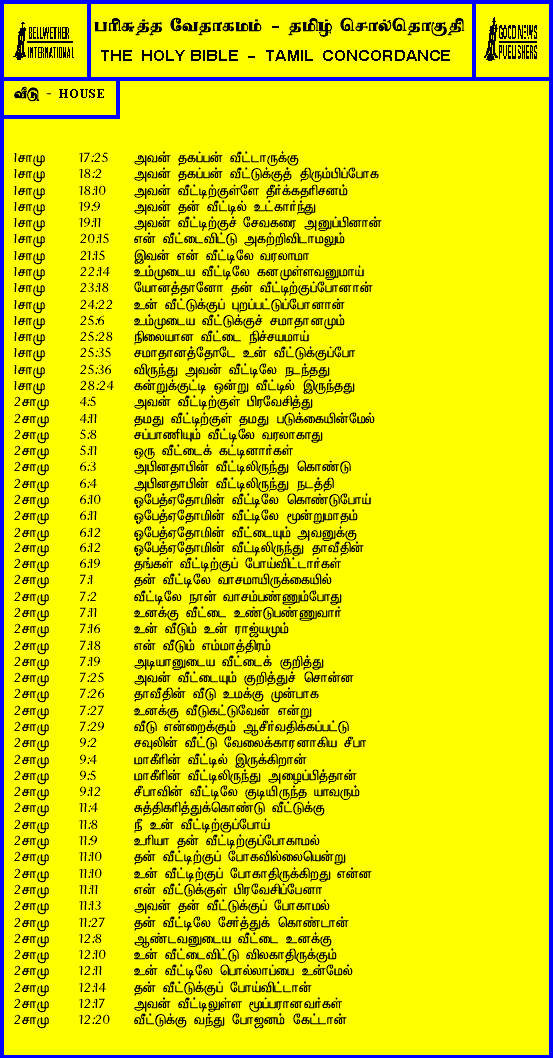 BELLWETHER
INTERNATIONAL
பரிசுத்த வேதாகமம் - தமிழ் சொல்தொகுதி
THE HOLY BIBLE - TAMIL CONCORDANCE
GOOD NEWS
PUBLISHERS
வீடு - HOUSE
1சாமு 17:25 அவன் தகப்பன் வீட்டாருக்கு
1சாமு 18:2 அவன் தகப்பன் வீட்டுக்குத் திரும்பிப்போக
1சாமு 18:10 அவன் வீட்டிற்குள்ளே தீர்க்கதரிசனம்
1சாமு 19:9 அவன் தன் வீட்டில் உட்கார்ந்து
1சாமு 19:11 அவன் வீட்டிற்குச் சேவகரை அனுப்பினான்
1சாமு 20:15 என் வீட்டைவிட்டு அகற்றிவிடாமலும்
1சாமு 21:15 இவன் என் வீட்டிலே வரலாமா
1சாமு 22:14 உம்முடைய வீட்டிலே கனமுள்ளவனுமாய்
1சாமு 23:18 யோனத்தானோ தன் வீட்டிற்குப்போனான்
1சாமு 24:22 உன் வீட்டுக்குப் புறப்பட்டுப்போனான்
1சாமு 25:6 உம்முடைய வீட்டுக்குச் சமாதானமும்
1சாமு 25:28 நிலையான வீட்டை நிச்சயமாய்
1சாமு 25:35 சமாதானத்தோடே உன் வீட்டுக்குப்போ
1சாமு 25:36 விருந்து அவன் வீட்டிலே நடந்தது
1சாமு 28:24 கன்றுக்குட்டி ஒன்று வீட்டில் இருந்தது
2சாமு 4:5 அவன் வீட்டிற்குள் பிரவேசித்து
2சாமு 4:11 தமது வீட்டிற்குள் தமது படுக்கையின்மேல்
2சாமு 5:8 சப்பாணியும் வீட்டிலே வரலாகாது
2சாமு 5:11 ஒரு வீட்டைக் கட்டினார்கள்
2சாமு 6:3 அபினதாபின் வீட்டிலிருந்து கொண்டு
2சாமு 6:4 அபினதாபின் வீட்டிலிருந்து நடத்தி
2சாமு 6:10 ஓபேத்ஏதோமின் வீட்டிலே கொண்டுபோய்
2சாமு 6:11 ஓபேத்ஏதோமின் வீட்டிலே மூன்றுமாதம்
2சாமு 6:12 ஓபேத்ஏதோமின் வீட்டையும் அவனுக்கு
2சாமு 6:12 ஓபேத்ஏதோமின் வீட்டிலிருந்து தாவீதின்
2சாமு 6:19 தங்கள் வீட்டிற்குப் போய்விட்டார்கள்
2சாமு 7:1 தன் வீட்டிலே வாசமாயிருக்கையில்
2சாமு 7:2 வீட்டிலே நான் வாசம்பண்ணும்போது
2சாமு 7:11 உனக்கு வீட்டை உண்டுபண்ணுவார்
2சாமு 7:16 உன் வீடும் உன் ராஜ்யமும்
2சாமு 7:18 என் வீடும் எம்மாத்திரம்
2சாமு 7:19 அடியானுடைய வீட்டைக் குறித்து
2சாமு 7:25 அவன் வீட்டையும் குறித்துச் சொன்ன
2சாமு 7:26 தாவீதின் வீடு உமக்கு முன்பாக
2சாமு 7:27 உனக்கு வீடுகட்டுவேன் என்று
2சாமு 7:29 வீடு என்றைக்கும் ஆசீர்வதிக்கப்பட்டு
2சாமு 9:2 சவுலின் வீட்டு வேலைக்காரனாகிய சீபா
2சாமு 9:4 மாகீரின் வீட்டில் இருக்கிறான்
2சாமு 9:5 மாகீரின் வீட்டிலிருந்து அழைப்பித்தான்
2சாமு 9:12 சீபாவின் வீட்டிலே குடியிருந்த யாவரும்
2சாமு 11:4 சுத்திகரித்துக்கொண்டு வீட்டுக்கு
2சாமு 11:8 நீ உன் வீட்டிற்குப்போய்
2சாமு 11:9 உரியா தன் வீட்டிற்குப்போகாமல்
2சாமு 11:10 தன் வீட்டிற்குப் போகவில்லையென்று
2சாமு 11:10 உன் வீட்டிற்குப் போகாதிருக்கிறது என்ன
2சாமு 11:11 என் வீட்டுக்குள் பிரவேசிப்பேனா
2சாமு 11:13 அவன் தன் வீட்டுக்குப் போகாமல்
2சாமு 11:27 தன் வீட்டிலே சேர்த்துக் கொண்டான்
2சாமு 12:8 ஆண்டவனுடைய வீட்டை உனக்கு
2சாமு 12:10 உன் வீட்டைவிட்டு விலகாதிருக்கும்
2சாமு 12:11 உன் வீட்டிலே பொல்லாப்பை உன்மேல்
2சாமு 12:14 தன் வீட்டுக்குப் போய்விட்டான்
2சாமு 12:17 அவன் வீட்டிலுள்ள மூப்பரானவர்கள்
2சாமு 12:20 வீட்டுக்கு வந்து போஜனம் கேட்டான்